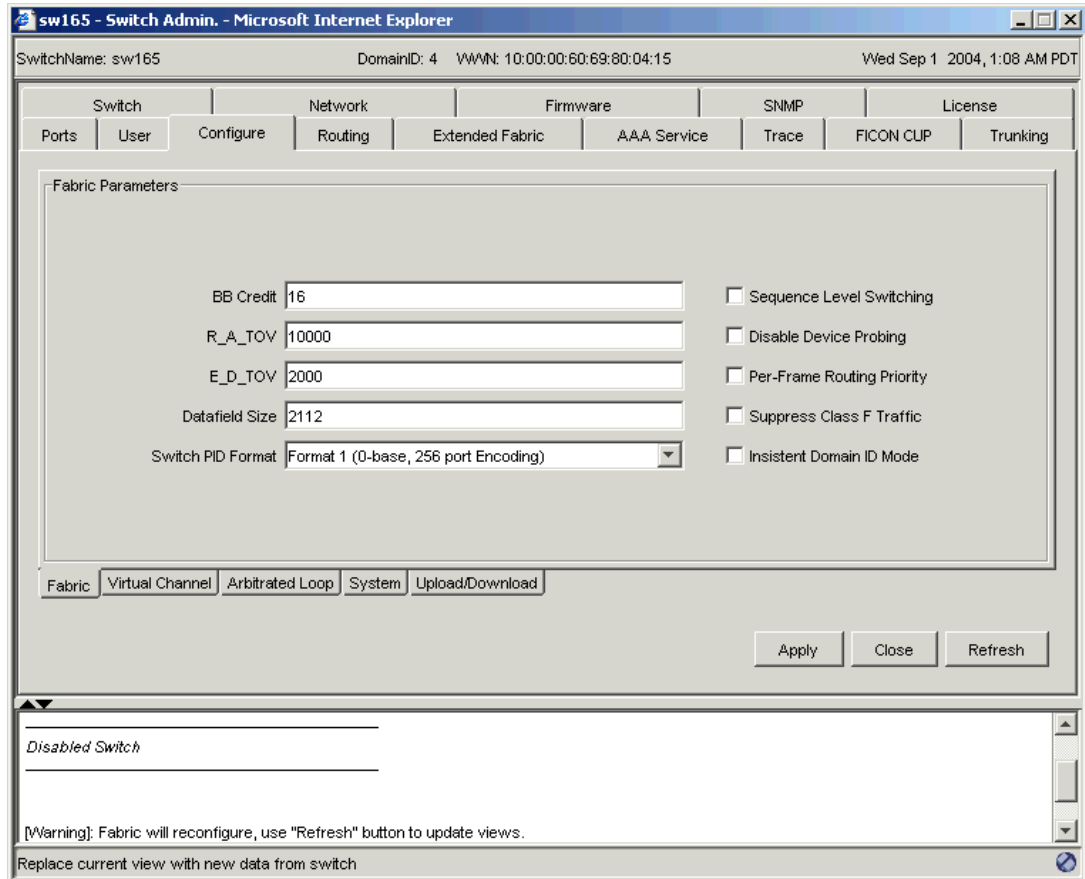 sw165 - Switch Admin. - Microsoft Internet Explorer
SwitchName: sw165 DomainID: 4 WWN: 10:00:00:60:69:80:04:15 Wed Sep 1 2004, 1:08 AM PDT
Switch Network Firmware SNMP License
Ports User Configure Routing Extended Fabric AAA Service Trace FICON CUP Trunking
Fabric Parameters
BB Credit 16 Sequence Level Switching
R_A_TOV 10000 Disable Device Probing
E_D_TOV 2000 Per-Frame Routing Priority
Datafield Size 2112 Suppress Class F Traffic
Switch PID Format Format 1 (0-base, 256 port Encoding) Insistent Domain ID Mode
Fabric Virtual Channel Arbitrated Loop System Upload/Download
Apply Close Refresh
Disabled Switch
[Warning]: Fabric will reconfigure, use "Refresh" button to update views.
Replace current view with new data from switch